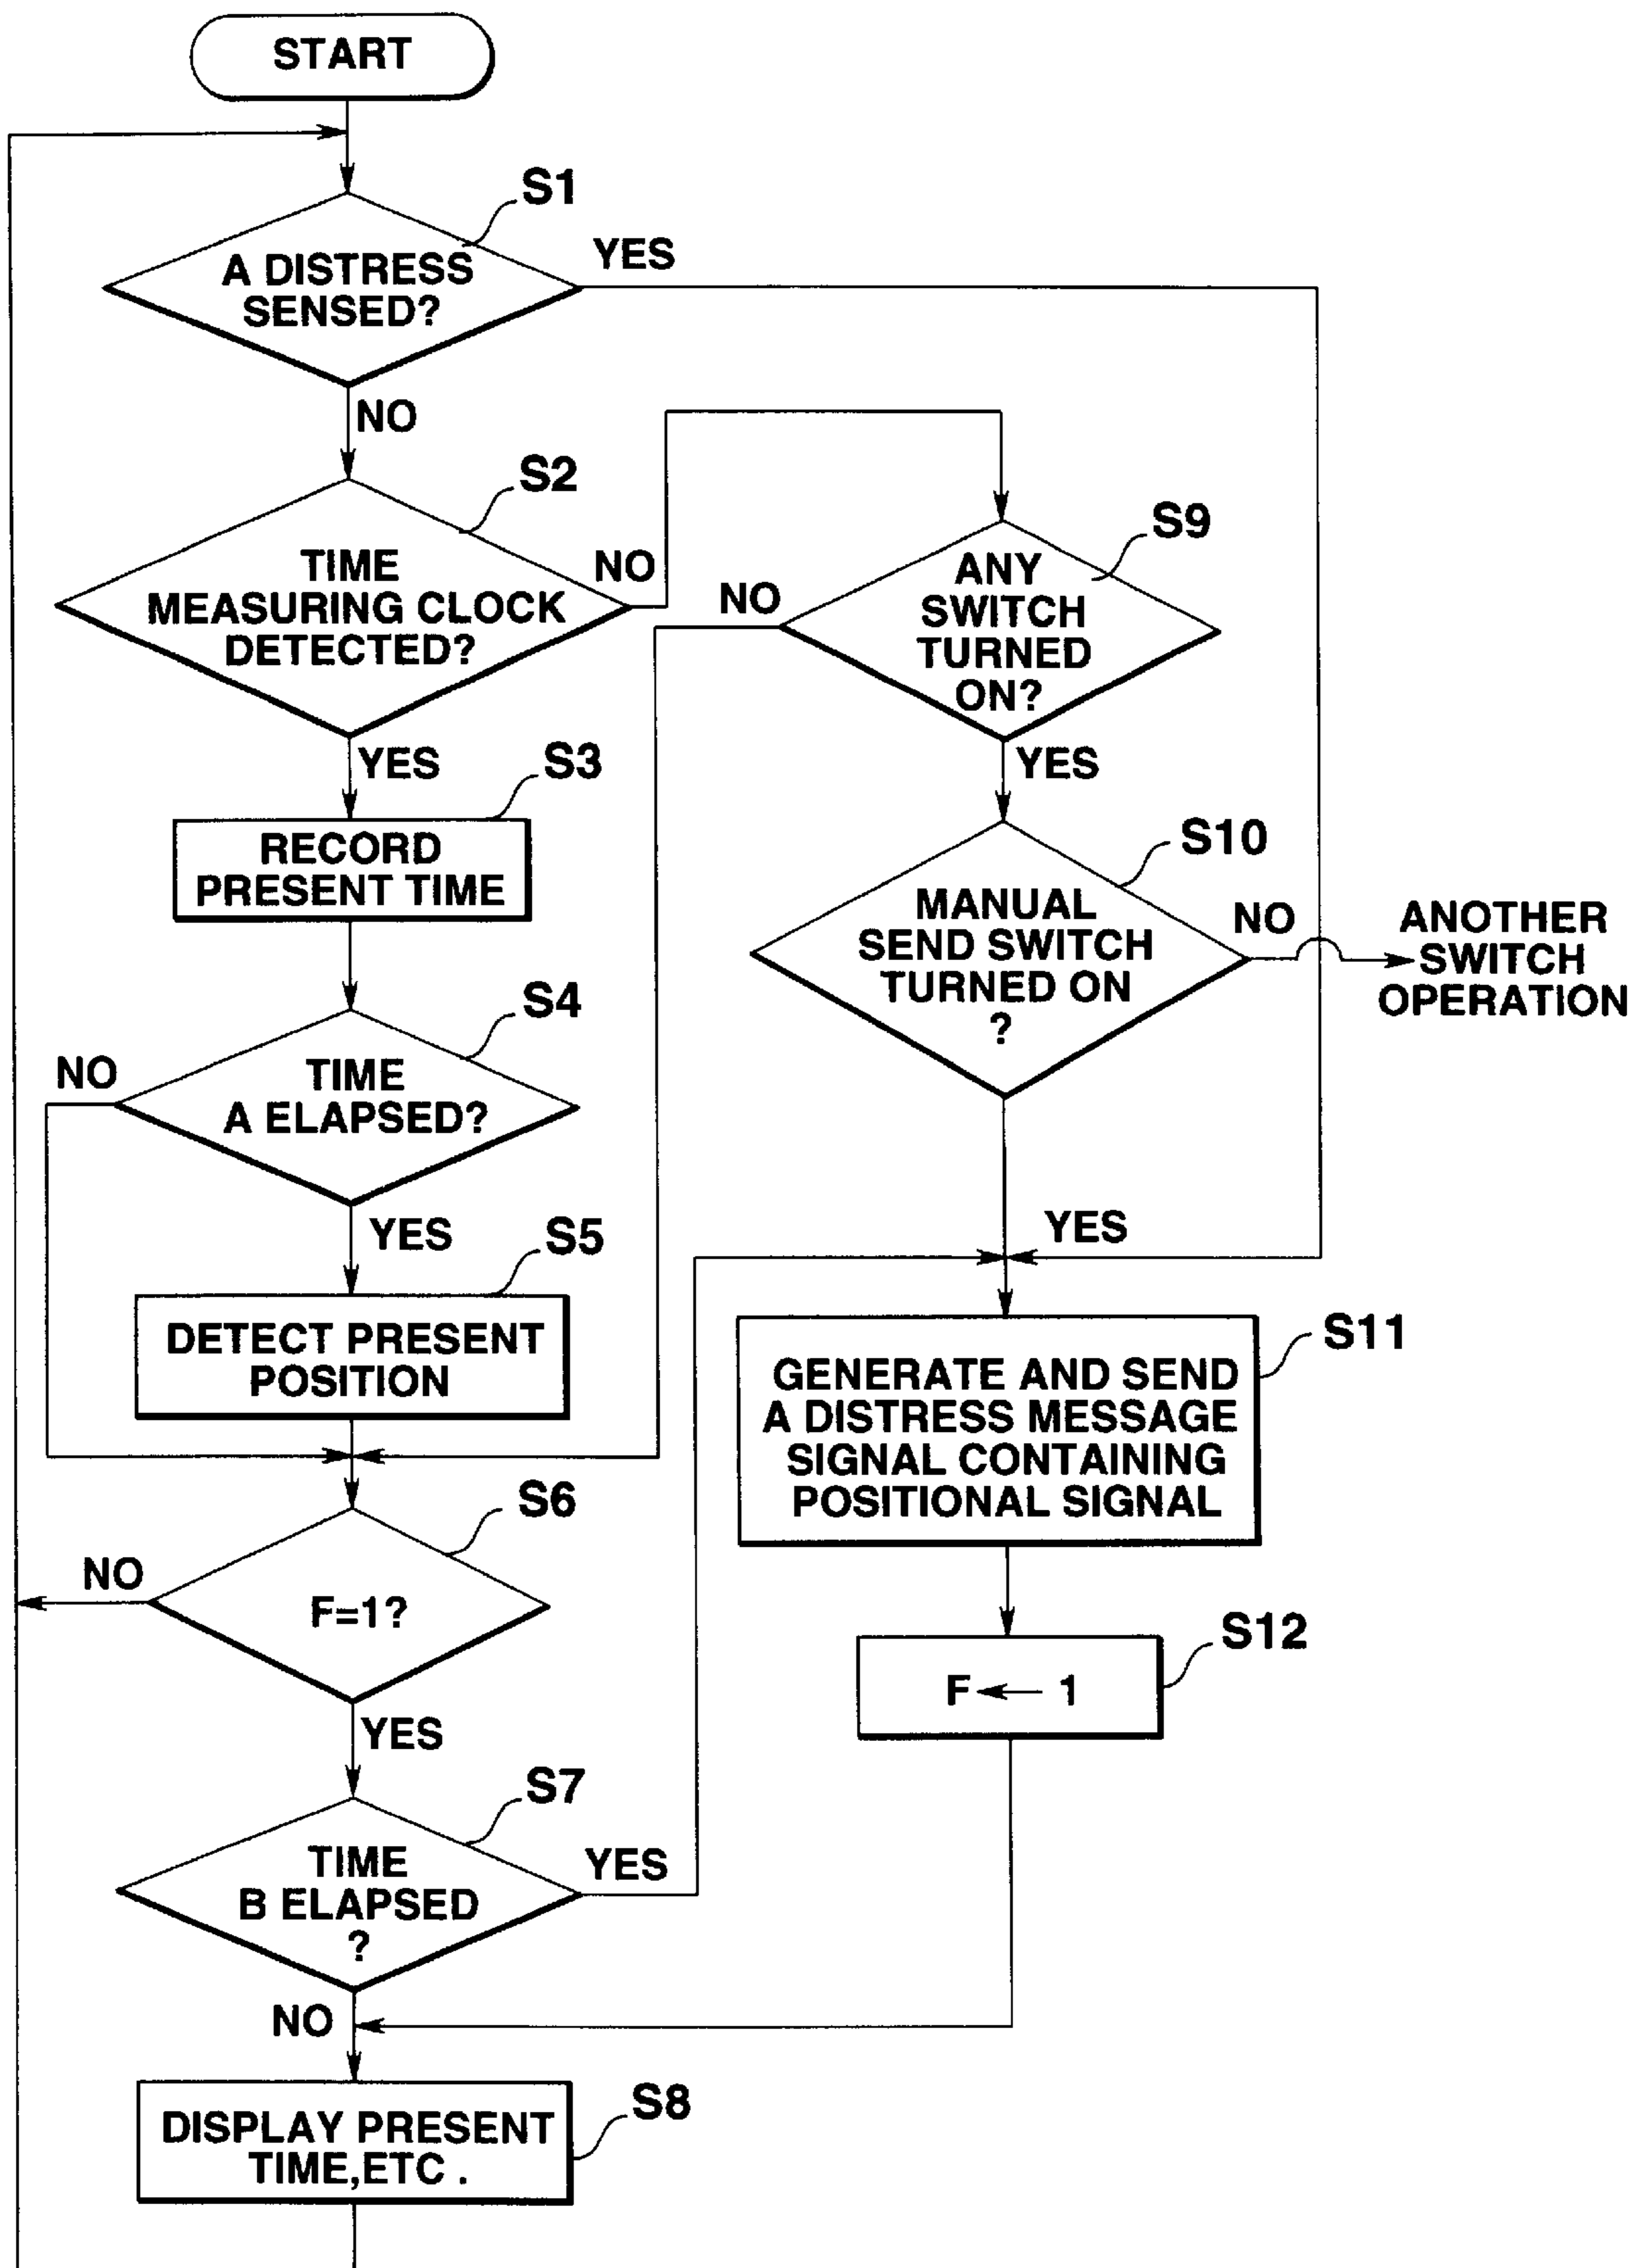 START
S1
A DISTRESS
SENSED?
YES
NO
S2
TIME
MEASURING CLOCK
DETECTED?
NO
YES
S9
ANY
SWITCH
TURNED
ON?
NO
YES
S3
RECORD
PRESENT TIME
S10
MANUAL
SEND SWITCH
TURNED ON
?
NO
ANOTHER
SWITCH
OPERATION
YES
S4
TIME
A ELAPSED?
NO
YES
S5
DETECT PRESENT
POSITION
S11
GENERATE AND SEND
A DISTRESS MESSAGE
SIGNAL CONTAINING
POSITIONAL SIGNAL
S6
F=1?
NO
YES
S12
F← 1
S7
TIME
B ELAPSED
?
YES
NO
S8
DISPLAY PRESENT
TIME,ETC .